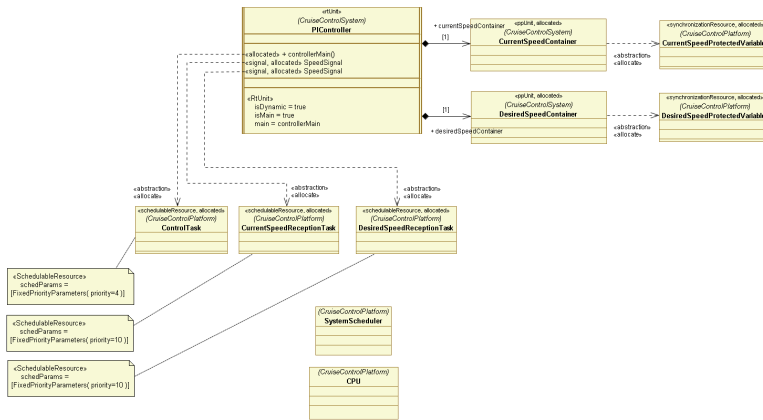 «rtUnit»
(CruiseControlSystem)
PIController
«allocated» + controllerMain()
«signal, allocated» SpeedSignal
«signal, allocated» SpeedSignal
«RtUnit»
isDynamic = true
isMain = true
main = controllerMain
+ currentSpeedContainer
[1]
«ppUnit, allocated»
(CruiseControlSystem)
CurrentSpeedContainer
«abstraction»
«allocate»
«synchronizationResource, allocated»
(CruiseControlPlatform)
CurrentSpeedProtectedVariable
[1]
+ desiredSpeedContainer
«ppUnit, allocated»
(CruiseControlSystem)
DesiredSpeedContainer
«abstraction»
«allocate»
«synchronizationResource, allocated»
(CruiseControlPlatform)
DesiredSpeedProtectedVariable
«abstraction»
«allocate»
«abstraction»
«allocate»
«abstraction»
«allocate»
«schedulableResource, allocated»
(CruiseControlPlatform)
ControlTask
«schedulableResource, allocated»
(CruiseControlPlatform)
CurrentSpeedReceptionTask
«schedulableResource, allocated»
(CruiseControlPlatform)
DesiredSpeedReceptionTask
«SchedulableResource»
schedParams =
[FixedPriorityParameters( priority=4 )]
«SchedulableResource»
schedParams =
[FixedPriorityParameters( priority=10 )]
«SchedulableResource»
schedParams =
[FixedPriorityParameters( priority=10 )]
(CruiseControlPlatform)
SystemScheduler
(CruiseControlPlatform)
CPU